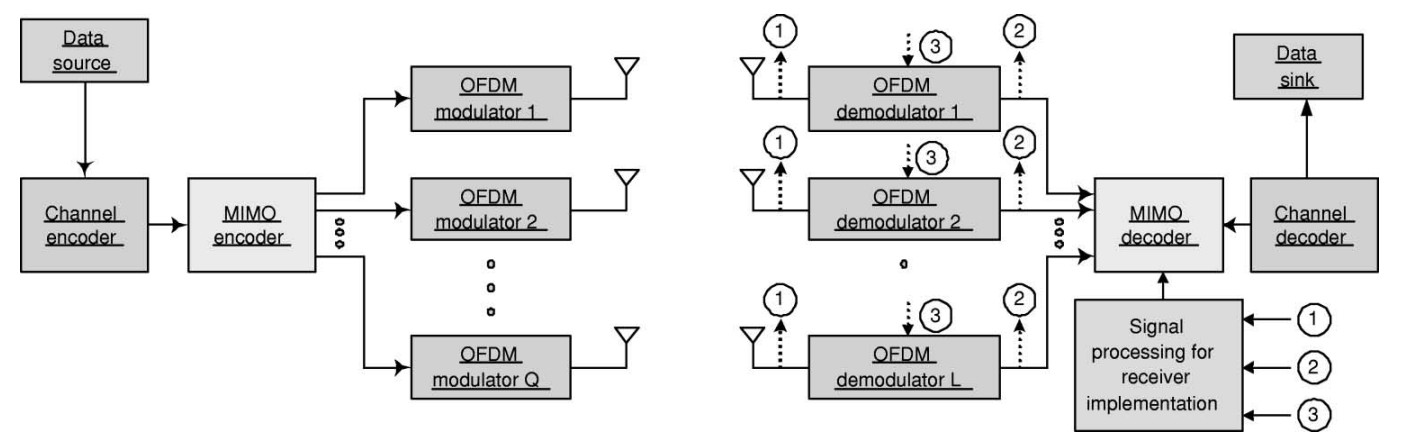 Data
source
Channel
encoder
MIMO
encoder
OFDM
modulator 1
OFDM
modulator 2
OFDM
modulator Q
1
3
2
OFDM
demodulator 1
1
3
2
OFDM
demodulator 2
1
3
2
OFDM
demodulator L
Data
sink
MIMO
decoder
Channel
decoder
Signal
processing for
receiver
implementation
1
2
3